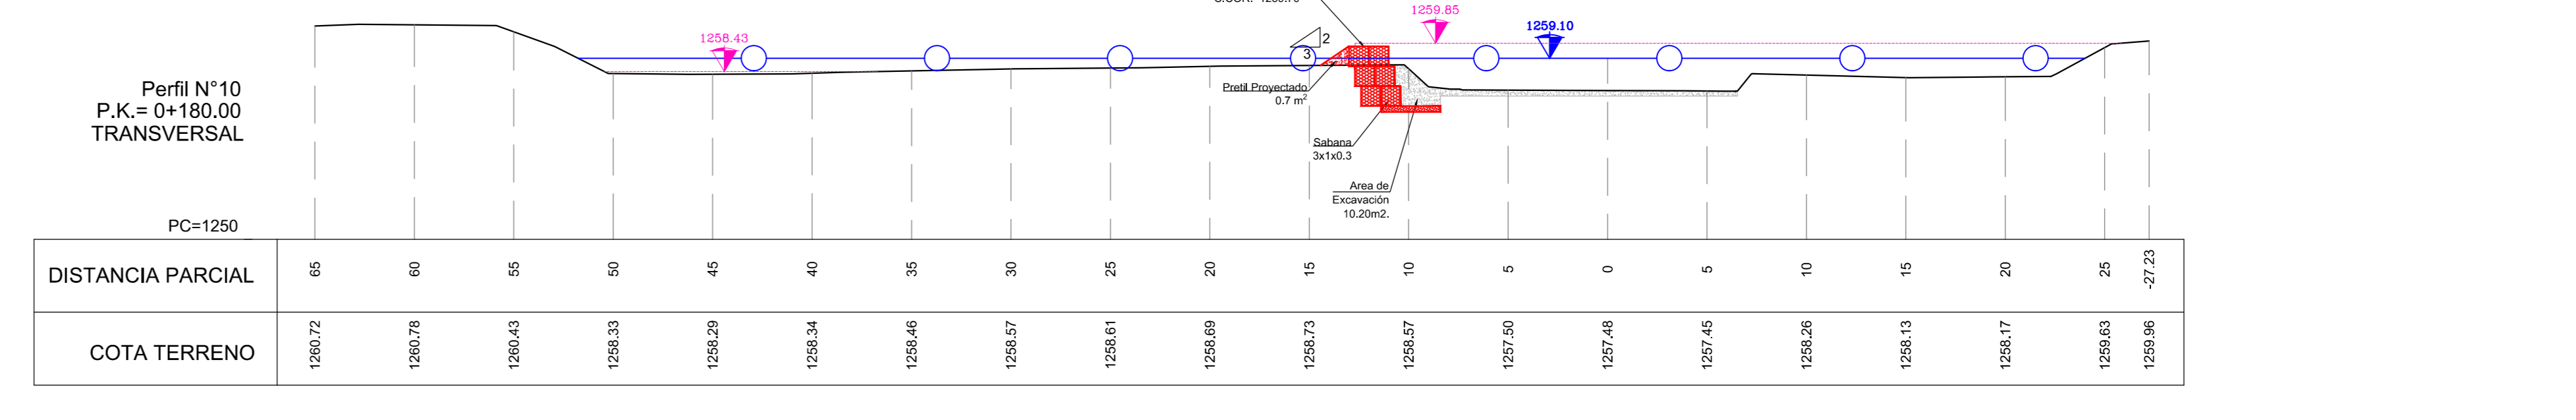 1259.85
1259.10
1258.43
2
3
Perfil N°10
P.K.= 0+180.00
TRANSVERSAL
Pretil Proyectado
0.7 m²
Sabana
3x1x0.3
Area de
Excavación
10.20m2.
PC=1250
DISTANCIA PARCIAL 65 60 55 50 45 40 35 30 25 20 15 10 5 0 5 10 15 20 25 -27.23
COTA TERRENO 1260.72 1260.78 1260.43 1258.33 1258.29 1258.34 1258.46 1258.57 1258.61 1258.69 1258.73 1258.57 1257.50 1257.48 1257.45 1258.26 1258.13 1258.17 1259.63 1259.96